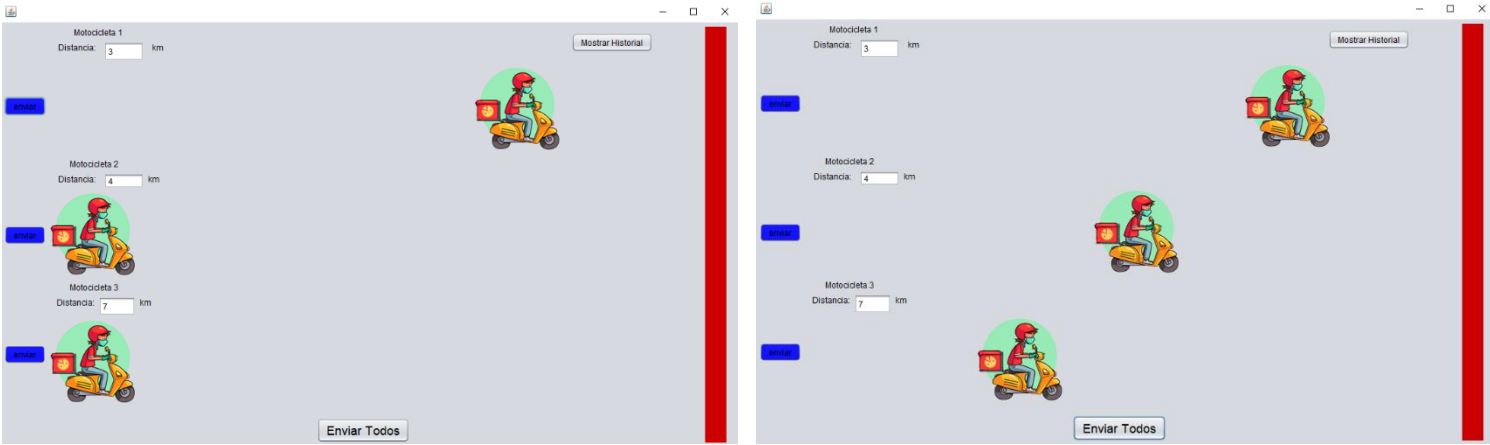 Motocicleta 1
Distancia: 3 km
Mostrar Historial
enviar
Motocicleta 2
Distancia: 4 km
enviar
Motocicleta 3
Distancia: 7 km
enviar
Enviar Todos
Motocicleta 1
Distancia: 3 km
Mostrar Historial
enviar
Motocicleta 2
Distancia: 4 km
enviar
Motocicleta 3
Distancia: 7 km
enviar
Enviar Todos